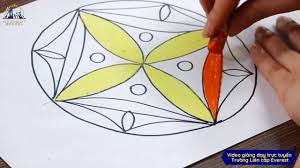 Video giảng dạy trực tuyến
Trường Liên cấp Everest